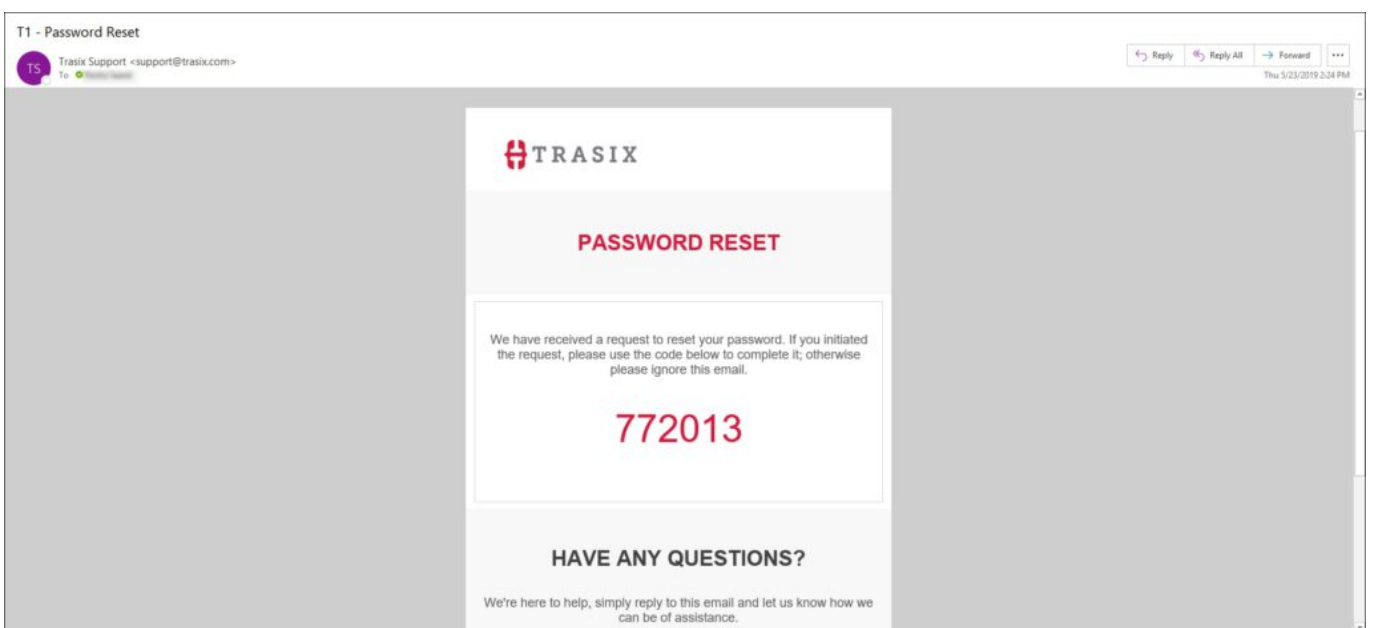 T1 - Password Reset
TS
Trasix Support <support@trasix.com>
To
Reply
Reply All
Forward
Thu 5/23/2019 2:24 PM
TRASIX
PASSWORD RESET
We have received a request to reset your password. If you initiated
the request, please use the code below to complete it; otherwise
please ignore this email.
772013
HAVE ANY QUESTIONS?
We're here to help, simply reply to this email and let us know how we
can be of assistance.